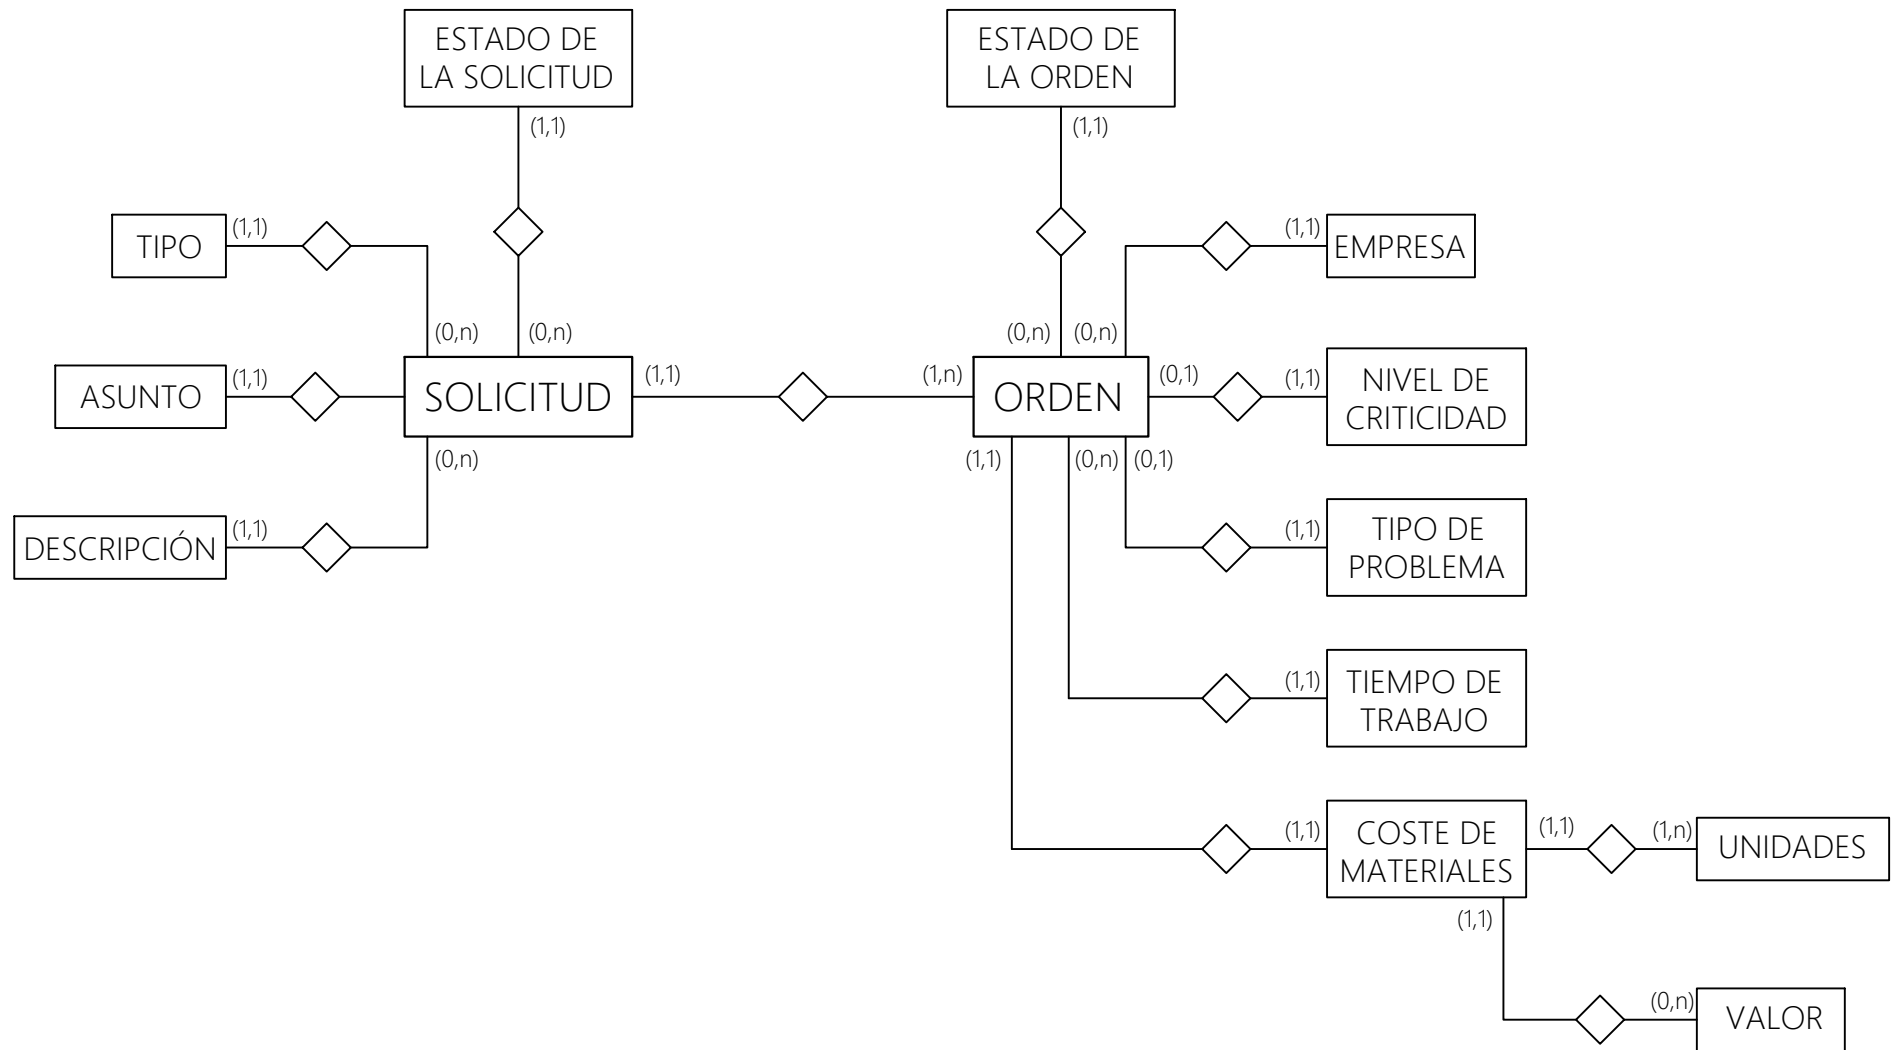 ESTADO DE
LA SOLICITUD
(1,1)
ESTADO DE
LA ORDEN
(1,1)
TIPO
(1,1)
(0,n)
(0,n)
(0,n)
(0,n)
(1,1)
EMPRESA
ASUNTO
(1,1)
SOLICITUD
(1,1)
(1,n)
ORDEN
(0,1)
(1,1)
NIVEL DE
CRITICIDAD
(0,n)
(1,1)
(0,n)
(0,1)
DESCRIPCIÓN
(1,1)
(1,1)
TIPO DE
PROBLEMA
(1,1)
TIEMPO DE
TRABAJO
(1,1)
COSTE DE
MATERIALES
(1,1)
(1,n)
UNIDADES
(1,1)
(0,n)
VALOR